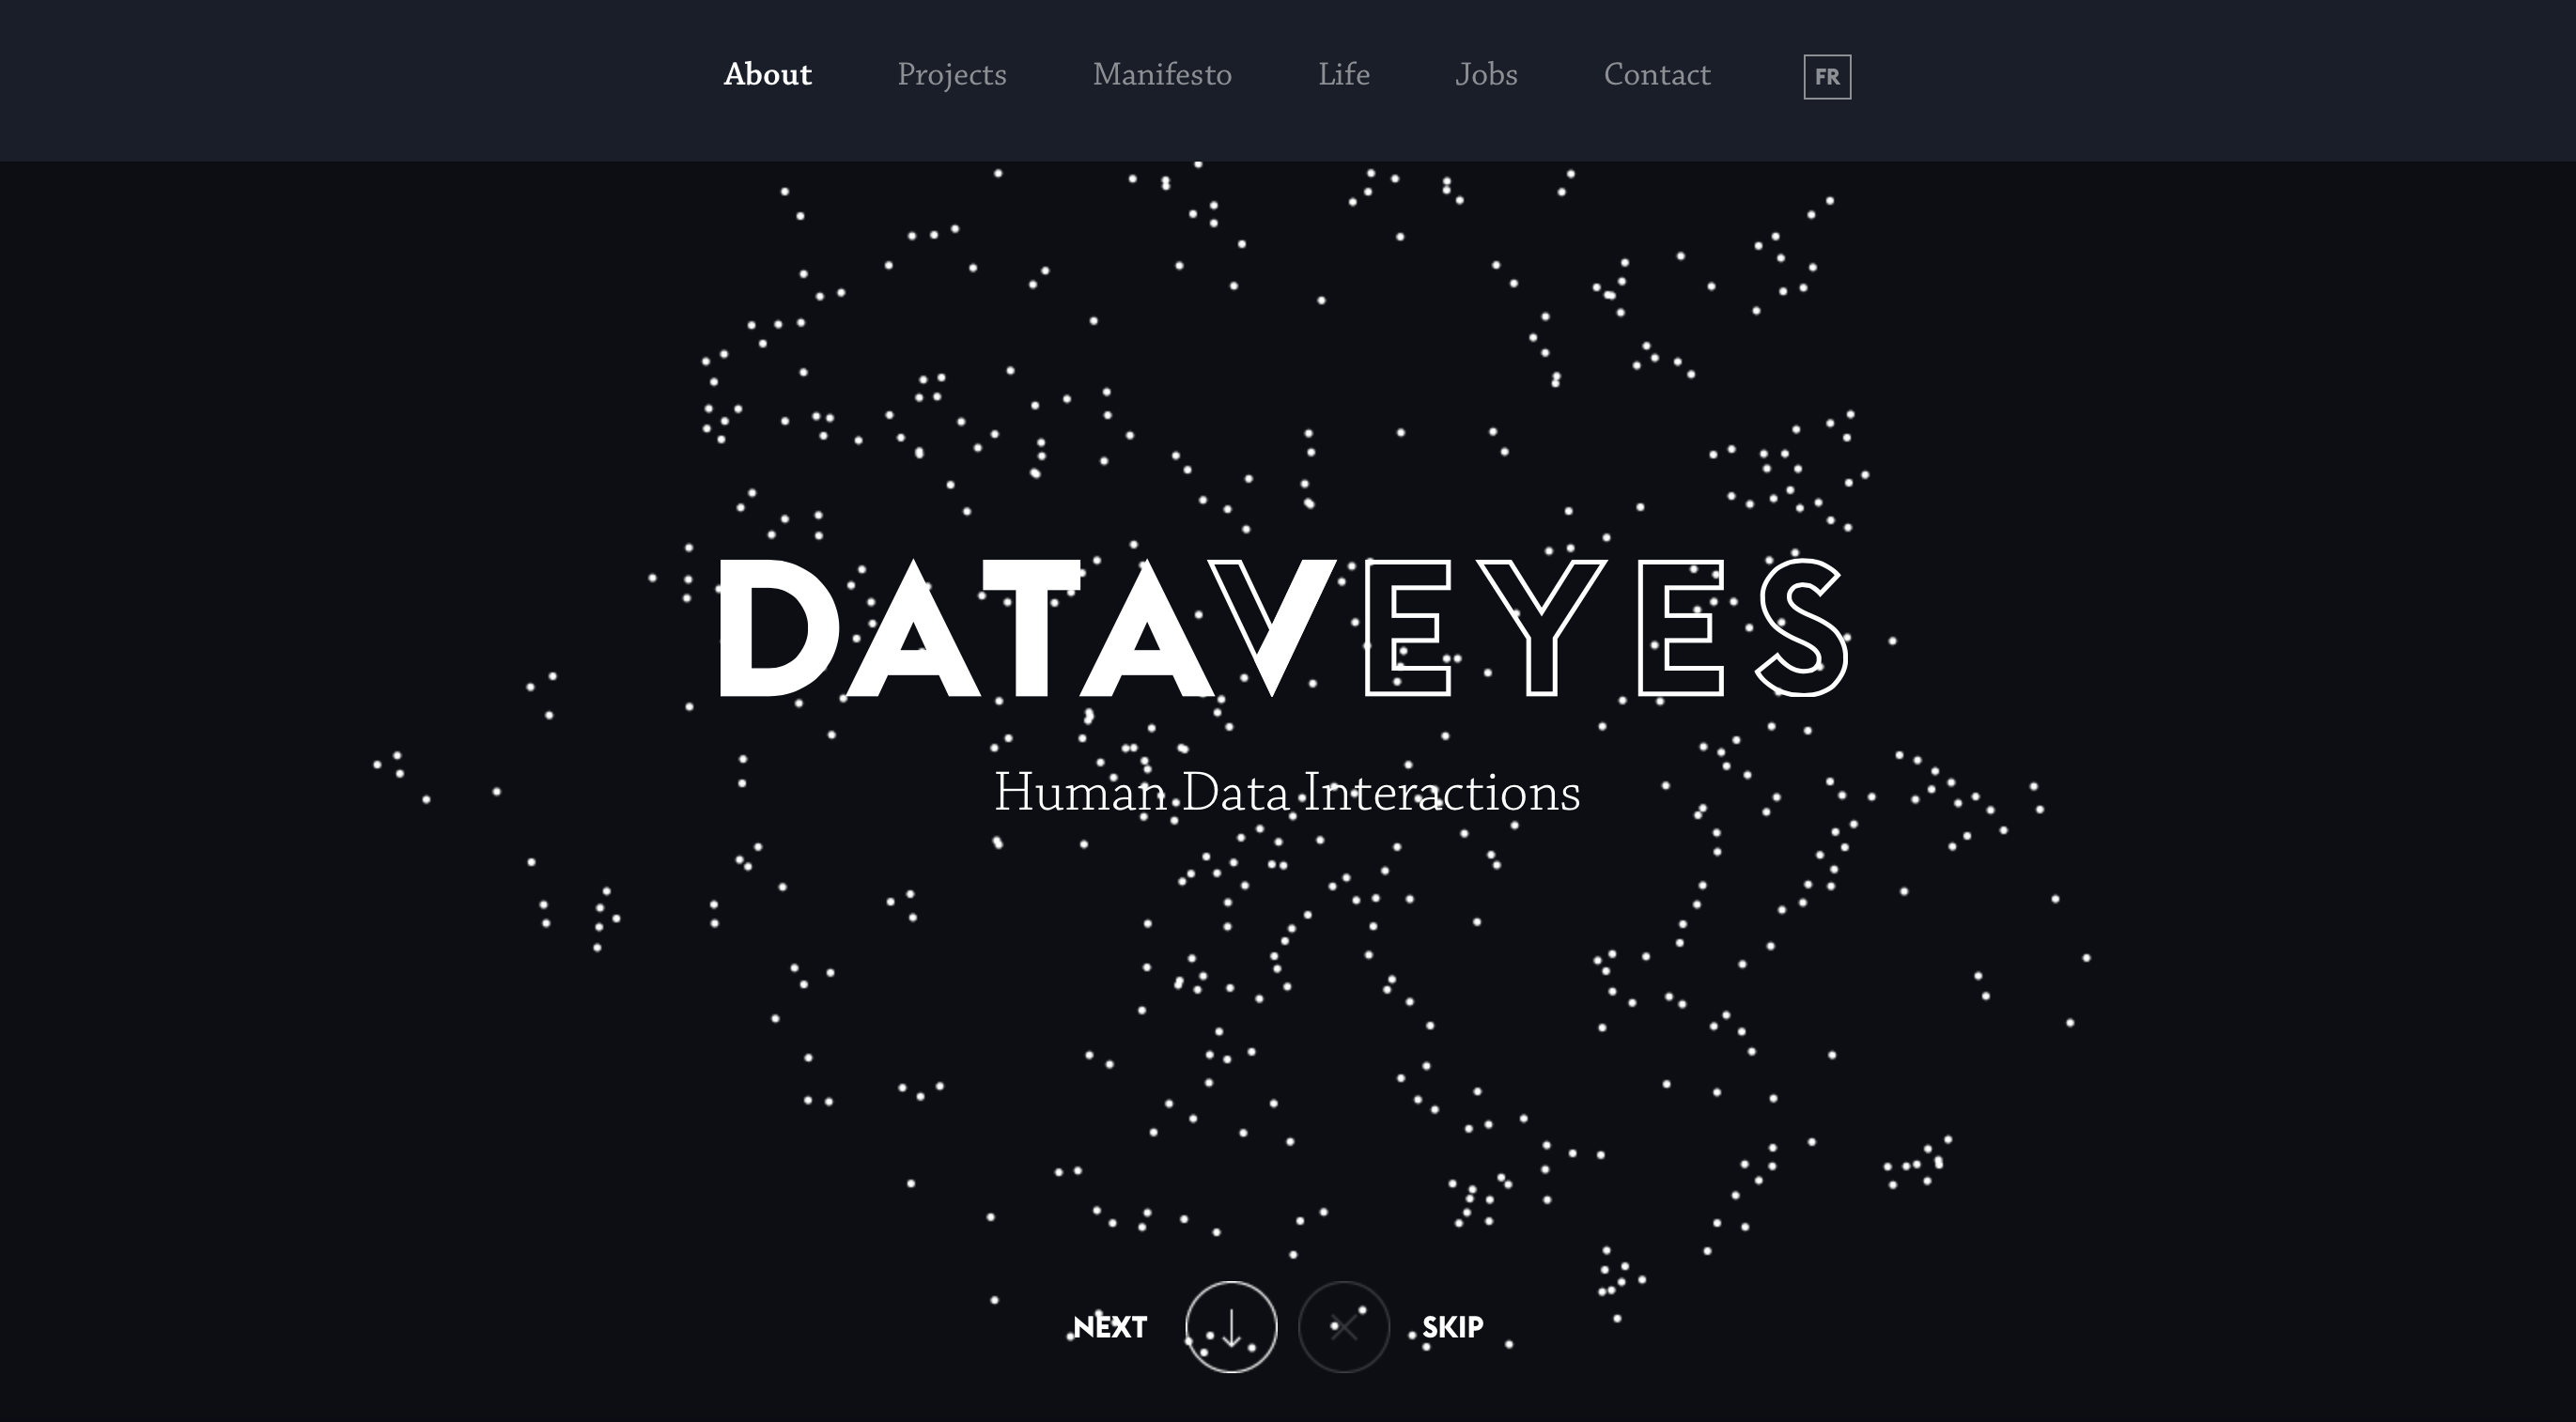 About Projects Manifesto Life Jobs Contact FR
DATAVEYES
Human Data Interactions
NEXT SKIP